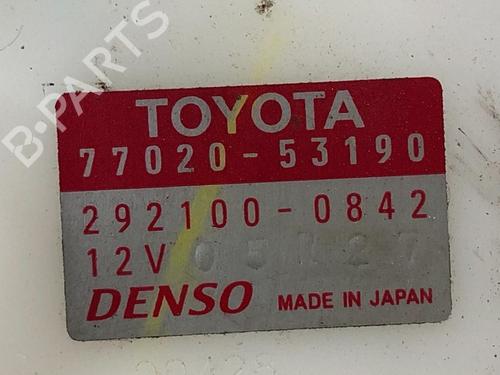 B-PARTS
TOYOTA
77020-53190
292100-0842
12V
DENSO MADE IN JAPAN